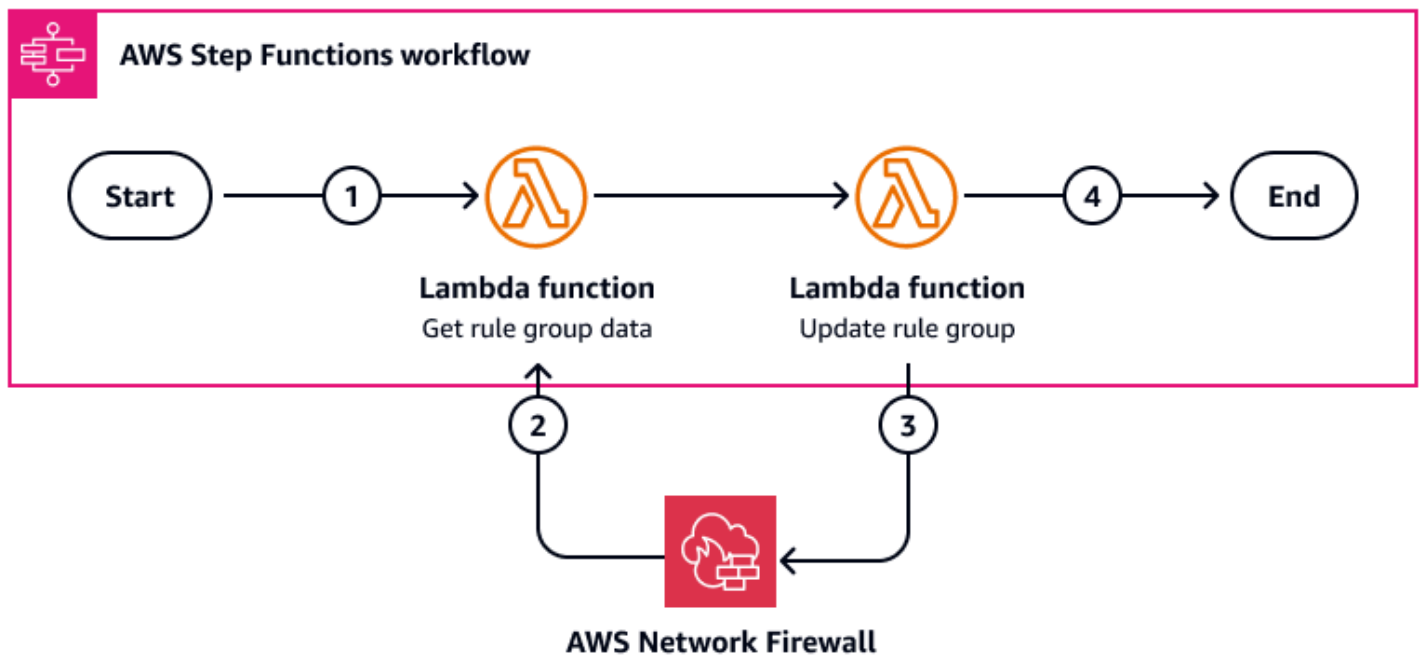 AWS Step Functions workflow
Start
1
4
End
Lambda function
Get rule group data
Lambda function
Update rule group
2
3
AWS Network Firewall